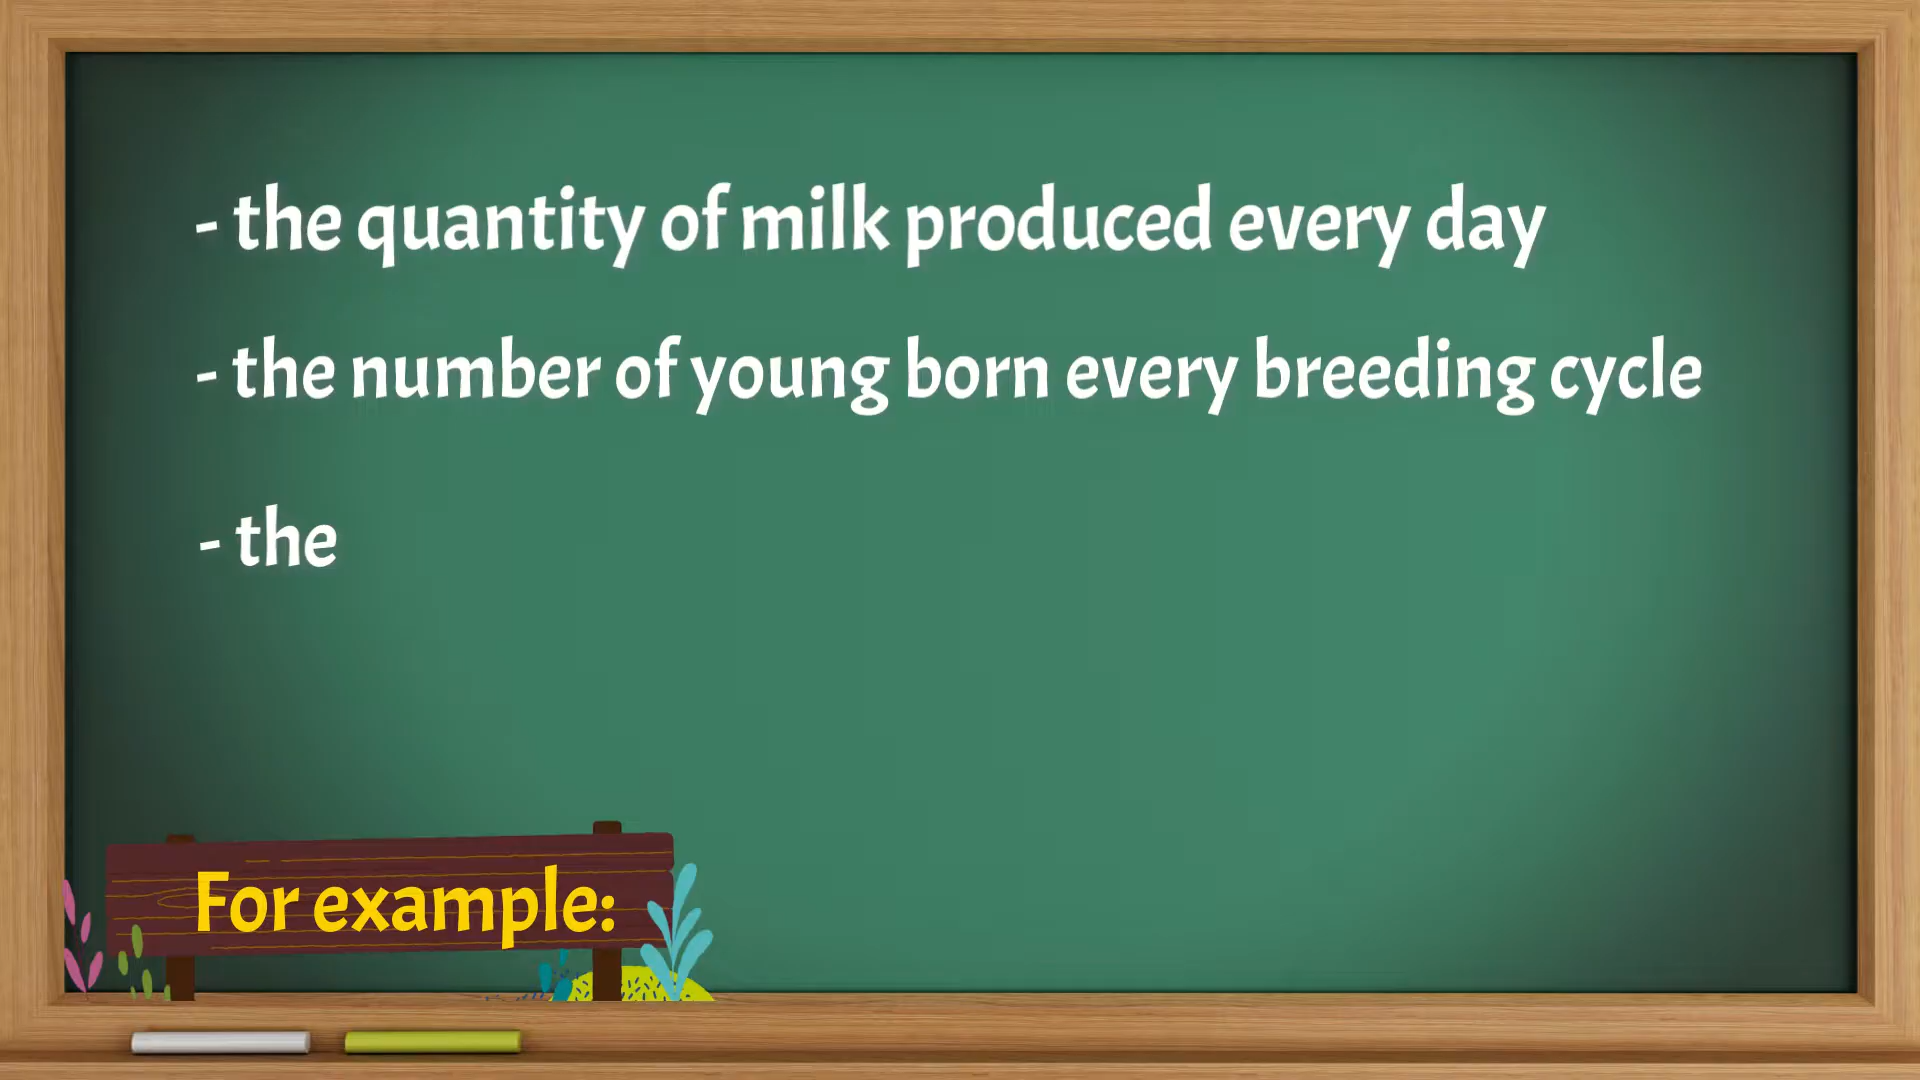 - the quantity of milk produced every day
- the number of young born every breeding cycle
- the
For example: